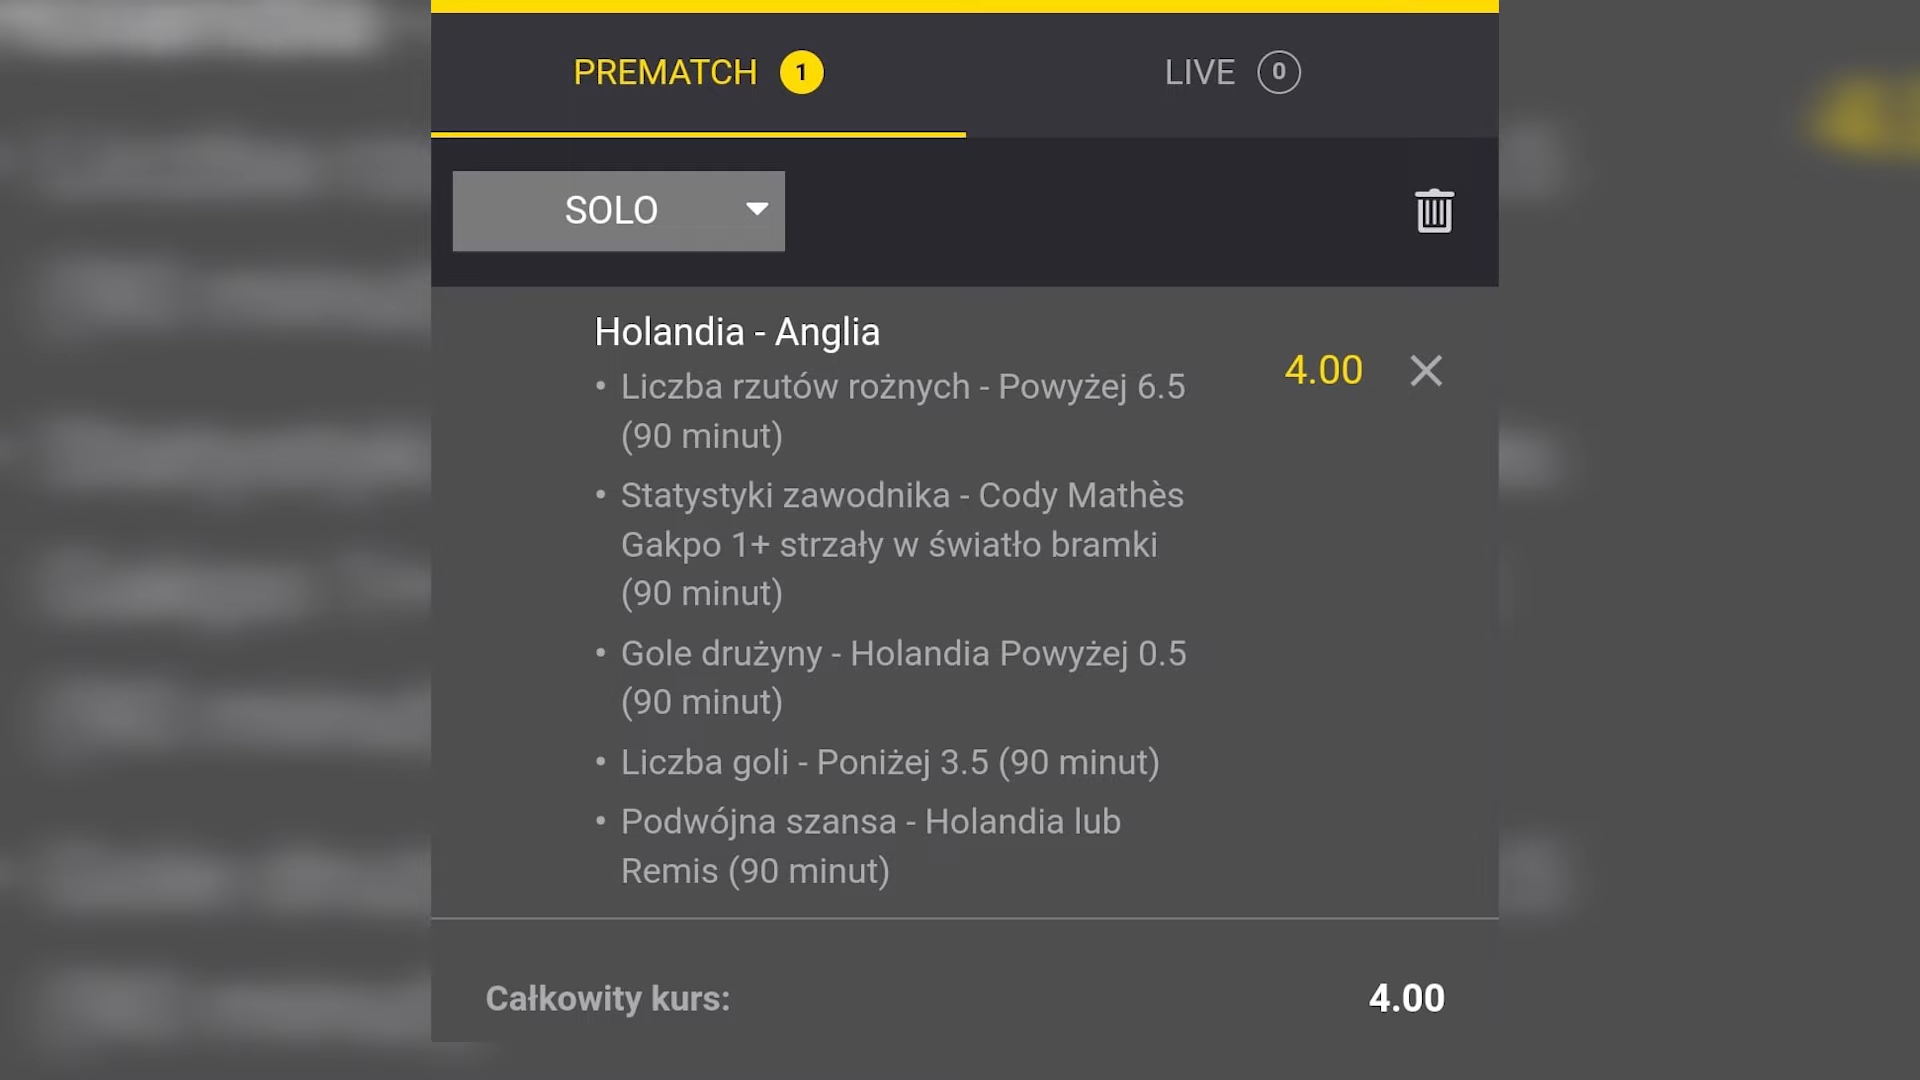 PREMATCH 1 LIVE 0
SOLO
Holandia - Anglia
4.00
• Liczba rzutów rożnych - Powyżej 6.5
(90 minut)
• Statystyki zawodnika - Cody Mathès
Gakpo 1+ strzały w światło bramki
(90 minut)
• Gole drużyny - Holandia Powyżej 0.5
(90 minut)
• Liczba goli - Poniżej 3.5 (90 minut)
• Podwójna szansa - Holandia lub
Remis (90 minut)
Całkowity kurs: 4.00